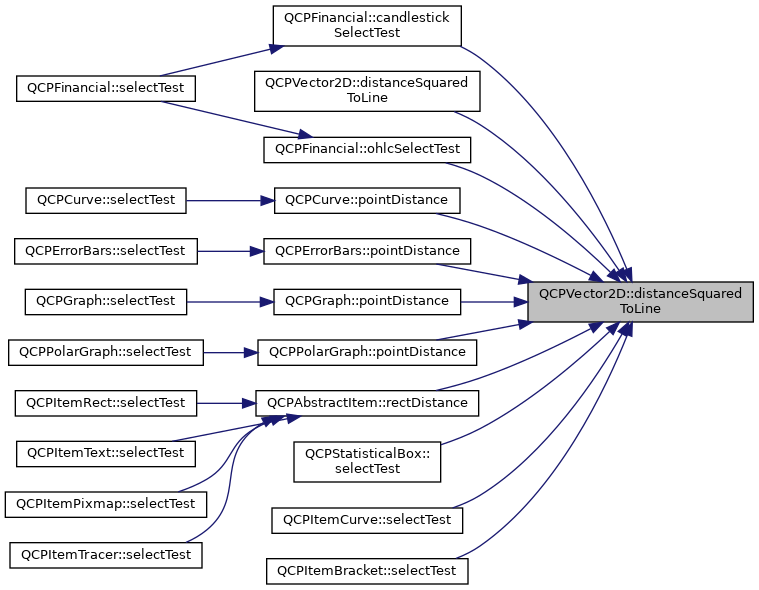 QCPFinancial::candlestick
SelectTest
QCPFinancial::selectTest
QCPVector2D::distanceSquared
ToLine
QCPFinancial::ohlcSelectTest
QCPCurve::selectTest
QCPCurve::pointDistance
QCPErrorBars::selectTest
QCPErrorBars::pointDistance
QCPVector2D::distanceSquared
ToLine
QCPGraph::selectTest
QCPGraph::pointDistance
QCPPolarGraph::selectTest
QCPPolarGraph::pointDistance
QCPItemRect::selectTest
QCPAbstractItem::rectDistance
QCPItemText::selectTest
QCPStatisticalBox::
selectTest
QCPItemPixmap::selectTest
QCPItemCurve::selectTest
QCPItemTracer::selectTest
QCPItemBracket::selectTest